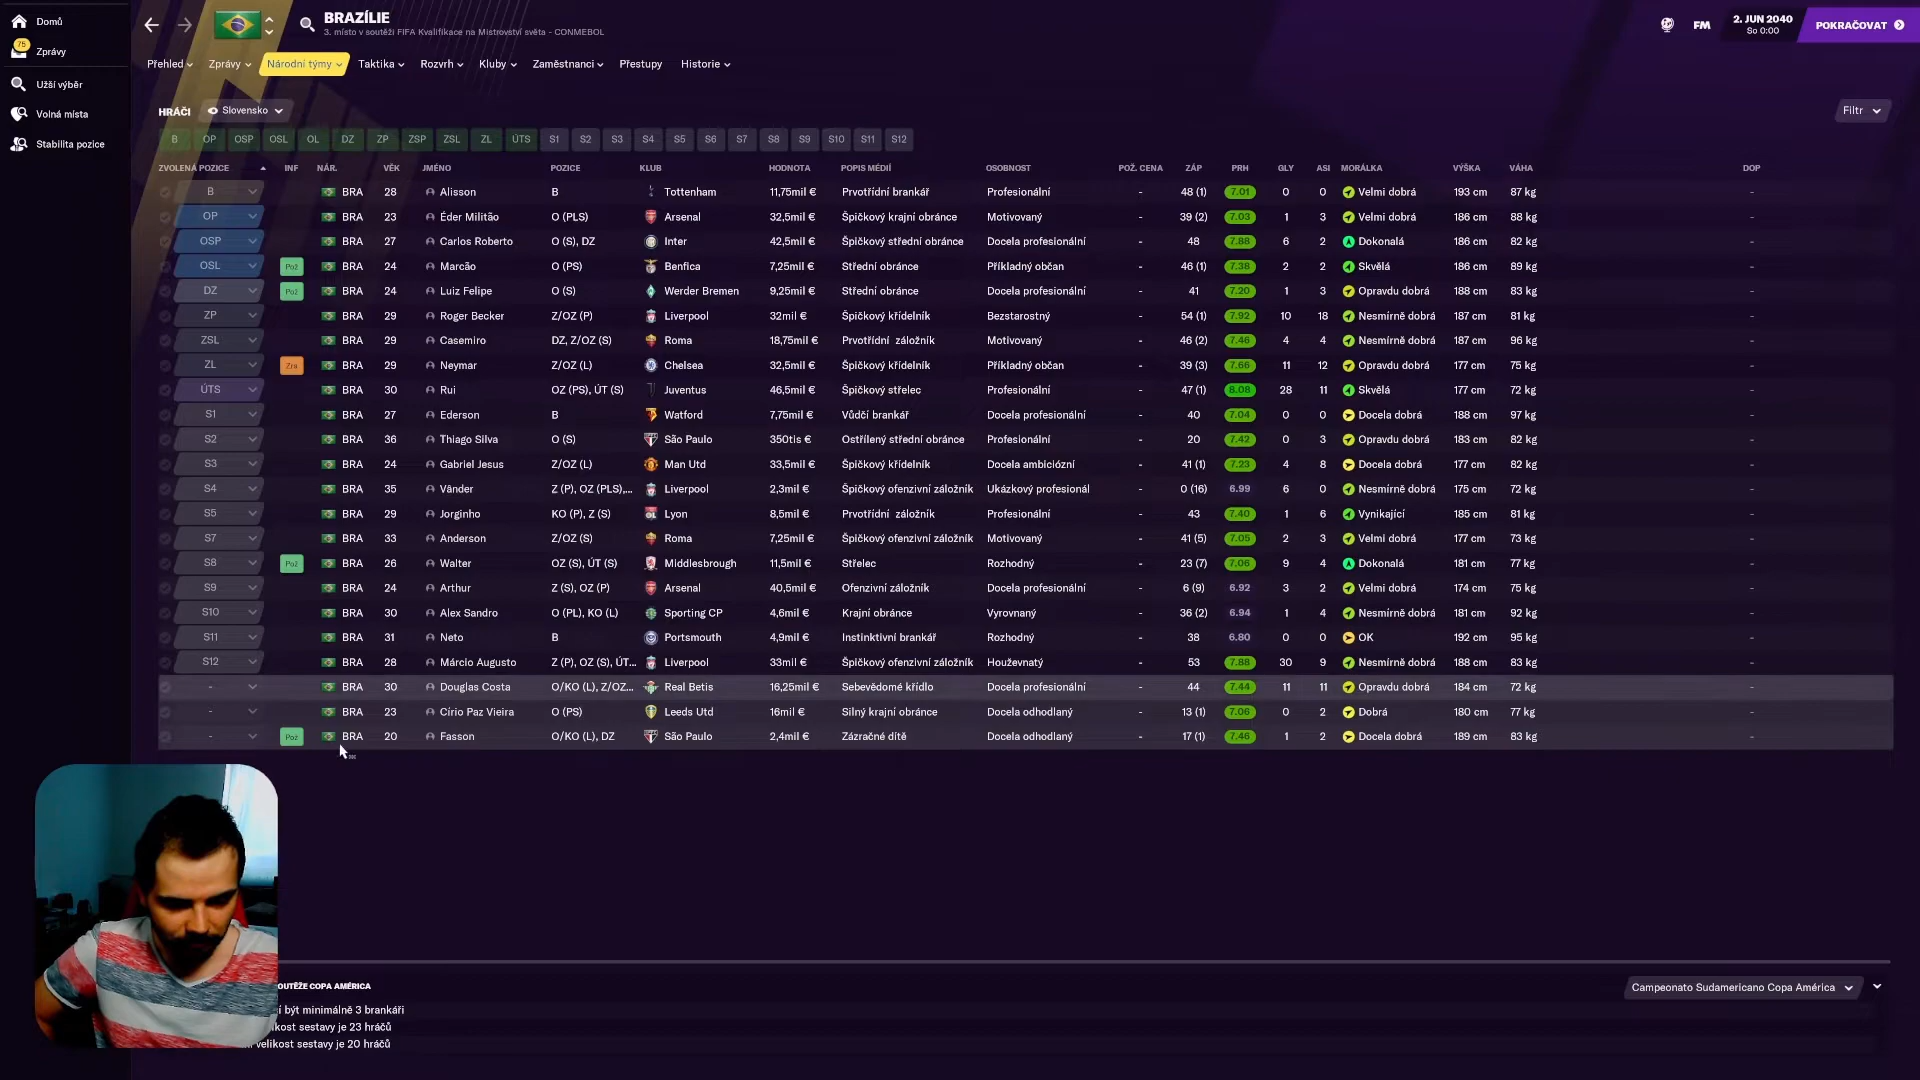 Domů
75
Zprávy
Užší výběr
Volná místa
Stabilita pozice
BRAZÍLIE
3. místo v soutěži FIFA Kvalifikace na Mistrovství světa - CONMEBOL
FM
2. JUN 2040
So 0:00
POKRAČOVAT
Přehled
Zprávy
Národní týmy
Taktika
Rozvrh
Kluby
Zaměstnanci
Přestupy
Historie
HRÁČI
Slovensko
Filtr
B OP OSP OSL OL DZ ZP ZSP ZSL ZL ÚTS S1 S2 S3 S4 S5 S6 S7 S8 S9 S10 S11 S12
ZVOLENÁ POZICE INF NÁR. VĚK JMÉNO POZICE KLUB HODNOTA POPIS MÉDIÍ OSOBNOST POŽ. CENA ZÁP PRH GLY ASI MORÁLKA VÝŠKA VÁHA DOP
B BRA 28 Alisson B Tottenham 11,75mil € Prvotřídní brankář Profesionální - 48 (1) 7.01 0 0 Velmi dobrá 193 cm 87 kg -
OP BRA 23 Éder Militão O (PLS) Arsenal 32,5mil € Špičkový krajní obránce Motivovaný - 39 (2) 7.03 1 3 Velmi dobrá 186 cm 88 kg -
OSP BRA 27 Carlos Roberto O (S), DZ Inter 42,5mil € Špičkový střední obránce Docela profesionální - 48 7.88 6 2 Dokonalá 186 cm 82 kg -
OSL Pož BRA 24 Marcão O (PS) Benfica 7,25mil € Střední obránce Příkladný občan - 46 (1) 7.38 2 2 Skvělá 186 cm 89 kg -
DZ Pož BRA 24 Luiz Felipe O (S) Werder Bremen 9,25mil € Střední obránce Docela profesionální - 41 7.20 1 3 Opravdu dobrá 188 cm 83 kg -
ZP BRA 29 Roger Becker Z/OZ (P) Liverpool 32mil € Špičkový křídelník Bezstarostný - 54 (1) 7.92 10 18 Nesmírně dobrá 187 cm 81 kg -
ZSL BRA 29 Casemiro DZ, Z/OZ (S) Roma 18,75mil € Prvotřídní záložník Motivovaný - 46 (2) 7.46 4 4 Nesmírně dobrá 187 cm 96 kg -
ZL Zra BRA 29 Neymar Z/OZ (L) Chelsea 32,5mil € Špičkový křídelník Příkladný občan - 39 (3) 7.66 11 12 Opravdu dobrá 177 cm 75 kg -
ÚTS BRA 30 Rui OZ (PS), ÚT (S) Juventus 46,5mil € Špičkový střelec Profesionální - 47 (1) 8.08 28 11 Skvělá 177 cm 72 kg -
S1 BRA 27 Ederson B Watford 7,75mil € Vůdčí brankář Docela profesionální - 40 7.04 0 0 Docela dobrá 188 cm 97 kg -
S2 BRA 36 Thiago Silva O (S) São Paulo 350tis € Ostřílený střední obránce Profesionální - 20 7.42 0 3 Opravdu dobrá 183 cm 82 kg -
S3 BRA 24 Gabriel Jesus Z/OZ (L) Man Utd 33,5mil € Špičkový křídelník Docela ambiciózní - 41 (1) 7.23 4 8 Docela dobrá 177 cm 82 kg -
S4 BRA 35 Vânder Z (P), OZ (PLS),... Liverpool 2,3mil € Špičkový ofenzivní záložník Ukázkový profesionál - 0 (16) 6.99 6 0 Nesmírně dobrá 175 cm 72 kg -
S5 BRA 29 Jorginho KO (P), Z (S) Lyon 8,5mil € Prvotřídní záložník Profesionální - 43 7.40 1 6 Vynikající 185 cm 81 kg -
S7 BRA 33 Anderson Z/OZ (S) Roma 7,25mil € Špičkový ofenzivní záložník Motivovaný - 41 (5) 7.05 2 3 Velmi dobrá 177 cm 73 kg -
S8 Pož BRA 26 Walter OZ (S), ÚT (S) Middlesbrough 11,5mil € Střelec Rozhodný - 23 (7) 7.06 9 4 Dokonalá 181 cm 77 kg -
S9 BRA 24 Arthur Z (S), OZ (P) Arsenal 40,5mil € Ofenzivní záložník Docela profesionální - 6 (9) 6.92 3 2 Velmi dobrá 174 cm 75 kg -
S10 BRA 30 Alex Sandro O (PL), KO (L) Sporting CP 4,6mil € Krajní obránce Vyrovnaný - 36 (2) 6.94 1 4 Nesmírně dobrá 181 cm 92 kg -
S11 BRA 31 Neto B Portsmouth 4,9mil € Instinktivní brankář Rozhodný - 38 6.80 0 0 OK 192 cm 95 kg -
S12 BRA 28 Márcio Augusto Z (P), OZ (S), ÚT... Liverpool 33mil € Špičkový ofenzivní záložník Houževnatý - 53 7.88 30 9 Nesmírně dobrá 188 cm 83 kg -
- BRA 30 Douglas Costa O/KO (L), Z/OZ... Real Betis 16,25mil € Sebevědomé křídlo Docela profesionální - 44 7.44 11 11 Opravdu dobrá 184 cm 72 kg -
- BRA 23 Círio Paz Vieira O (PS) Leeds Utd 16mil € Silný krajní obránce Docela odhodlaný - 13 (1) 7.06 0 2 Dobrá 180 cm 77 kg -
- Pož BRA 20 Fasson O/KO (L), DZ São Paulo 2,4mil € Zázračné dítě Docela odhodlaný - 17 (1) 7.46 1 2 Docela dobrá 189 cm 83 kg -
OUTĚŽE COPA AMÉRICA
Campeonato Sudamericano Copa América
í být minimálně 3 brankáři
likost sestavy je 23 hráčů
velikost sestavy je 20 hráčů